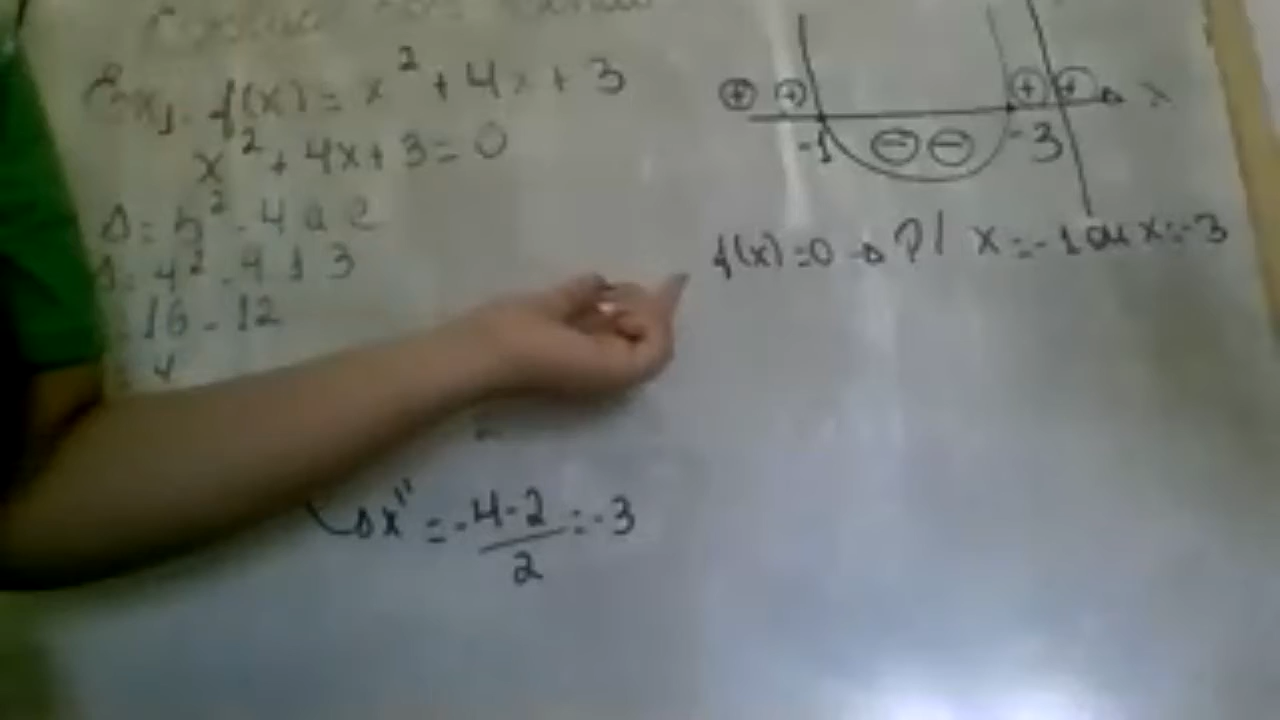 Ex1. f(x) = x² + 4x + 3
x² + 4x + 3 = 0
Δ = b² - 4 a c
Δ = 4² - 4 1 3
16 - 12
4
x'' = -4-2/2 = -3
⊕ ⊕ ⊕ ⊕ x
-1 ⊖ ⊖ -3
f(x) = 0 → P/ x = -1 ou x = -3